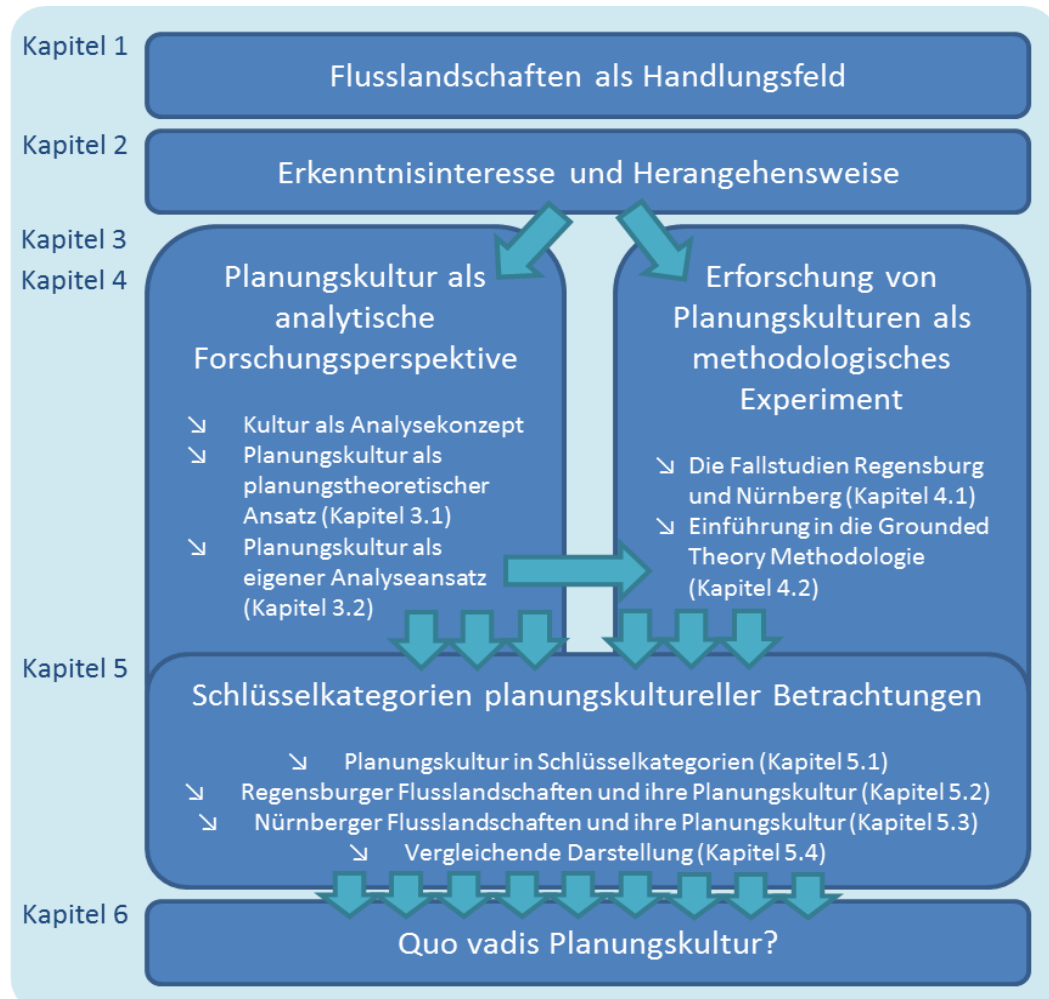 Kapitel 1
Flusslandschaften als Handlungsfeld
Kapitel 2
Erkenntnisinteresse und Herangehensweise
Kapitel 3
Kapitel 4
Planungskultur als
analytische
Forschungsperspektive
↘ Kultur als Analysekonzept
↘ Planungskultur als
planungstheoretischer
Ansatz (Kapitel 3.1)
↘ Planungskultur als
eigener Analyseansatz
(Kapitel 3.2)
Erforschung von
Planungskulturen als
methodologisches
Experiment
↘ Die Fallstudien Regensburg
und Nürnberg (Kapitel 4.1)
↘ Einführung in die Grounded
Theory Methodologie
(Kapitel 4.2)
Kapitel 5
Schlüsselkategorien planungskultureller Betrachtungen
↘ Planungskultur in Schlüsselkategorien (Kapitel 5.1)
↘ Regensburger Flusslandschaften und ihre Planungskultur (Kapitel 5.2)
↘ Nürnberger Flusslandschaften und ihre Planungskultur (Kapitel 5.3)
↘ Vergleichende Darstellung (Kapitel 5.4)
Kapitel 6
Quo vadis Planungskultur?